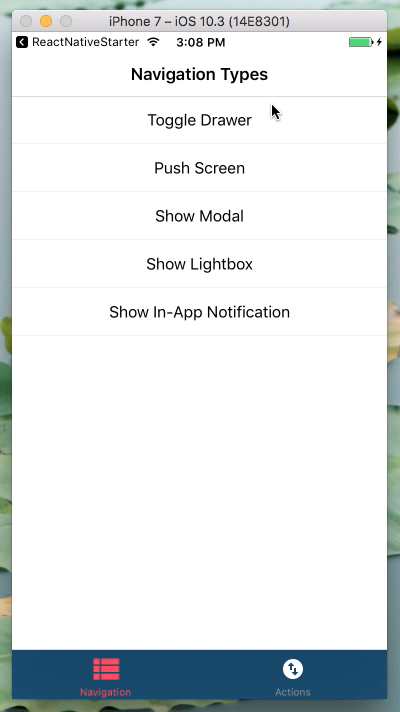 iPhone 7 – iOS 10.3 (14E8301)
ReactNativeStarter 3:08 PM
Navigation Types
Toggle Drawer
Push Screen
Show Modal
Show Lightbox
Show In-App Notification
Navigation Actions